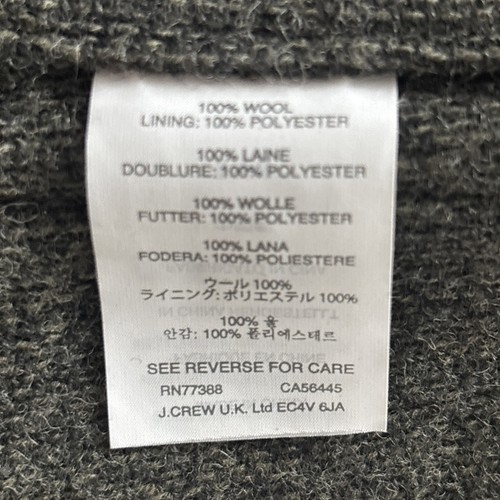 100% WOOL
LINING: 100% POLYESTER
100% LAINE
DOUBLURE: 100% POLYESTER
100% WOLLE
FUTTER: 100% POLYESTER
100% LANA
FODERA: 100% POLIESTERE
ウール 100%
ライニング: ポリエステル 100%
100% 울
안감: 100% 폴리에스테르
SEE REVERSE FOR CARE
RN77388 CA56445
J.CREW U.K. Ltd EC4V 6JA